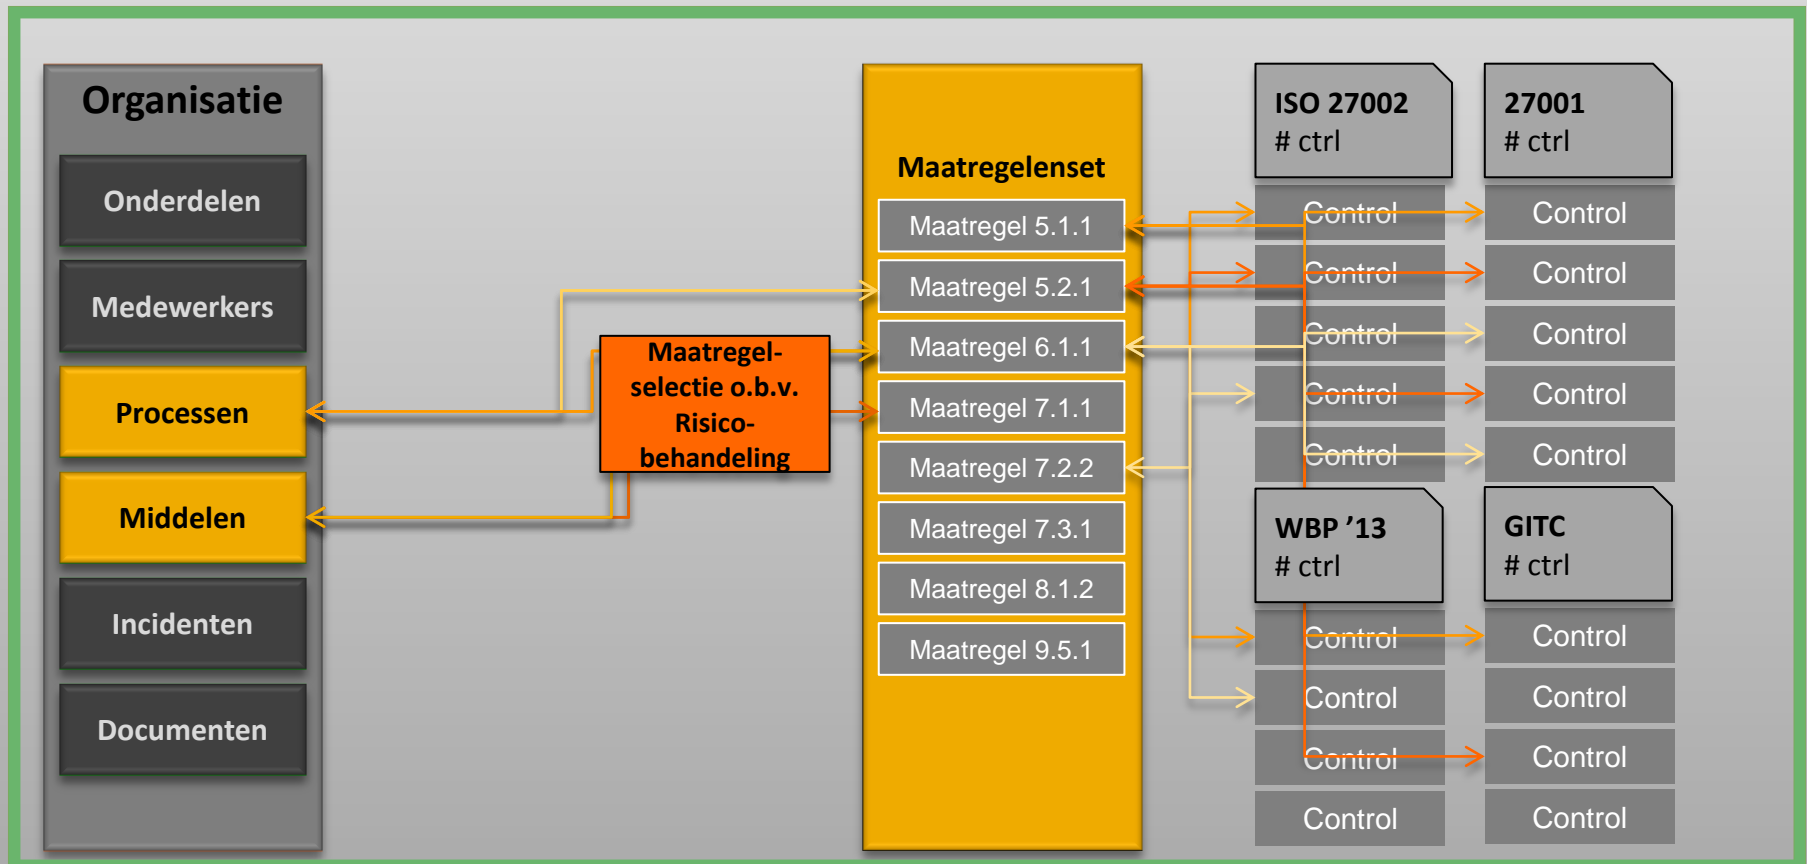 Organisatie
Onderdelen
Medewerkers
Processen
Middelen
Incidenten
Documenten
Maatregel-
selectie o.b.v.
Risico-
behandeling
Maatregelenset
Maatregel 5.1.1
Maatregel 5.2.1
Maatregel 6.1.1
Maatregel 7.1.1
Maatregel 7.2.2
Maatregel 7.3.1
Maatregel 8.1.2
Maatregel 9.5.1
ISO 27002
# ctrl
Control
Control
Control
Control
Control
27001
# ctrl
Control
Control
Control
Control
Control
WBP ’13
# ctrl
Control
Control
Control
Control
GITC
# ctrl
Control
Control
Control
Control